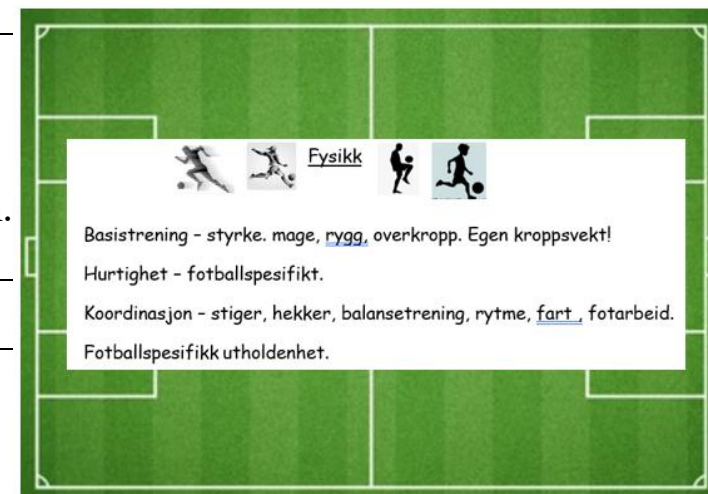 Fysikk
Basistrening – styrke. mage, rygg, overkropp. Egen kroppsvekt!
Hurtighet – fotballspesifikt.
Koordinasjon – stiger, hekker, balansetrening, rytme, fart , fotarbeid.
Fotballspesifikk utholdenhet.